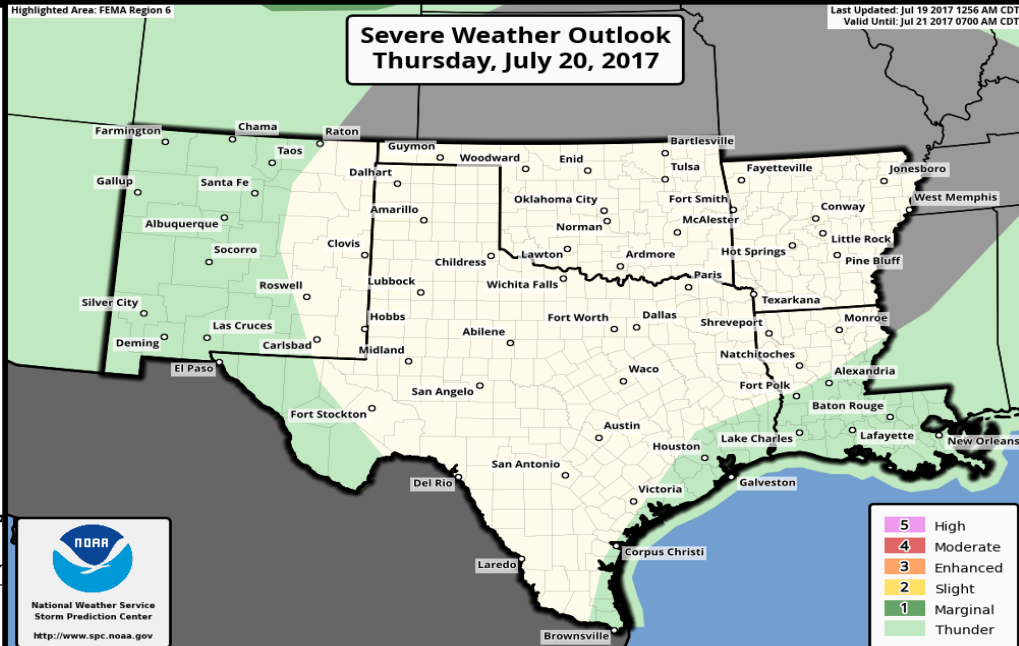 Highlighted Area: FEMA Region 6
Last Updated: Jul 19 2017 1256 AM CDT
Valid Until: Jul 21 2017 0700 AM CDT
Severe Weather Outlook
Thursday, July 20, 2017
Farmington
Chama
Raton
Taos
Gallup
Santa Fe
Albuquerque
Socorro
Clovis
Roswell
Silver City
Las Cruces
Deming
Carlsbad
Hobbs
El Paso
Guymon
Woodward
Enid
Bartlesville
Tulsa
Dalhart
Amarillo
Oklahoma City
Norman
Fort Smith
McAlester
Childress
Lawton
Ardmore
Fayetteville
Jonesboro
West Memphis
Conway
Little Rock
Hot Springs
Pine Bluff
Lubbock
Wichita Falls
Paris
Texarkana
Abilene
Fort Worth
Dallas
Shreveport
Monroe
Midland
Natchitoches
Alexandria
San Angelo
Waco
Fort Polk
Baton Rouge
Fort Stockton
Austin
Houston
Lake Charles
Lafayette
New Orleans
San Antonio
Del Rio
Victoria
Galveston
Laredo
Corpus Christi
Brownsville
NOAA
National Weather Service
Storm Prediction Center
http://www.spc.noaa.gov
5 High
4 Moderate
3 Enhanced
2 Slight
1 Marginal
Thunder